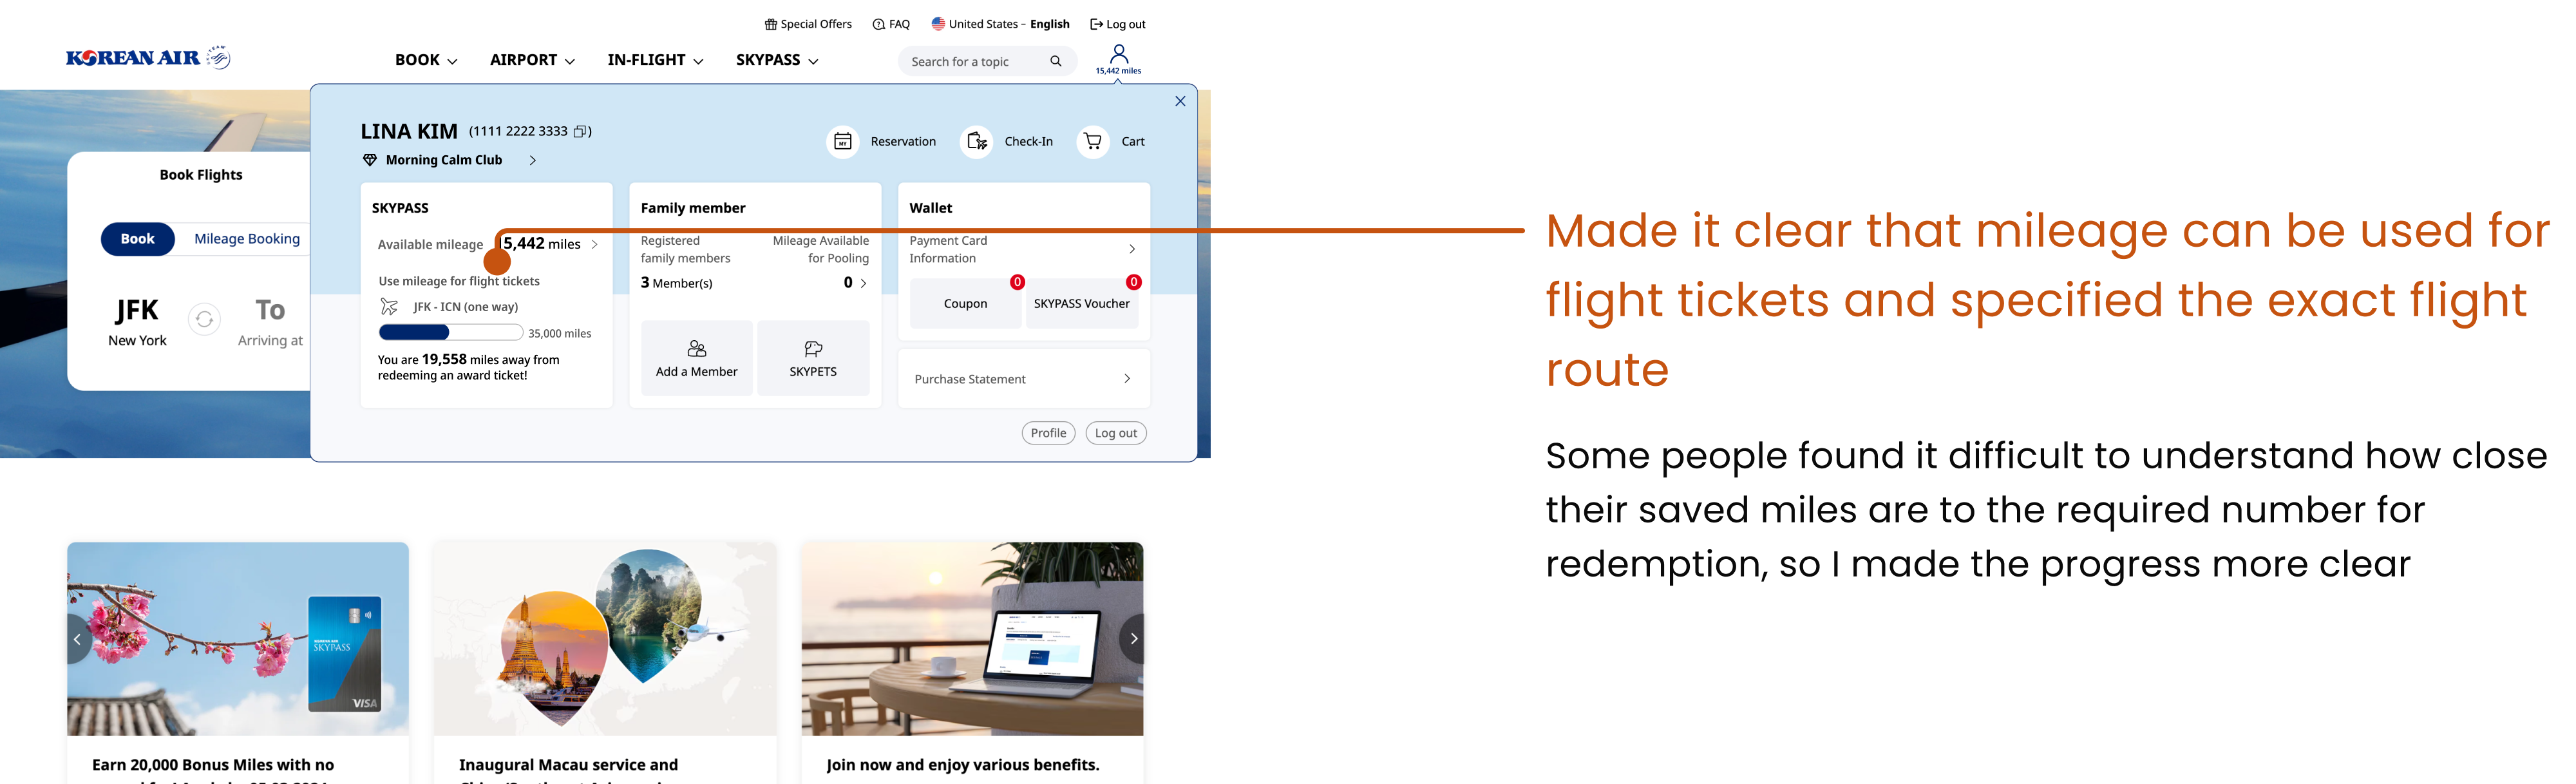 Special Offers
FAQ
United States – English
Log out
KOREAN AIR
BOOK
AIRPORT
IN-FLIGHT
SKYPASS
Search for a topic
15,442 miles
LINA KIM (1111 2222 3333 )
Morning Calm Club
Reservation
Check-In
Cart
Book Flights
Book
Mileage Booking
JFK
New York
To
Arriving at
SKYPASS
Available mileage 5,442 miles
Use mileage for flight tickets
JFK - ICN (one way)
35,000 miles
You are 19,558 miles away from
redeeming an award ticket!
Family member
Registered
family members
3 Member(s)
Mileage Available
for Pooling
0
Add a Member
SKYPETS
Wallet
Payment Card
Information
Coupon
0
SKYPASS Voucher
0
Purchase Statement
Profile
Log out
Made it clear that mileage can be used for
flight tickets and specified the exact flight
route
Some people found it difficult to understand how close
their saved miles are to the required number for
redemption, so I made the progress more clear
SKYPASS
VISA
Earn 20,000 Bonus Miles with no
Inaugural Macau service and
Join now and enjoy various benefits.